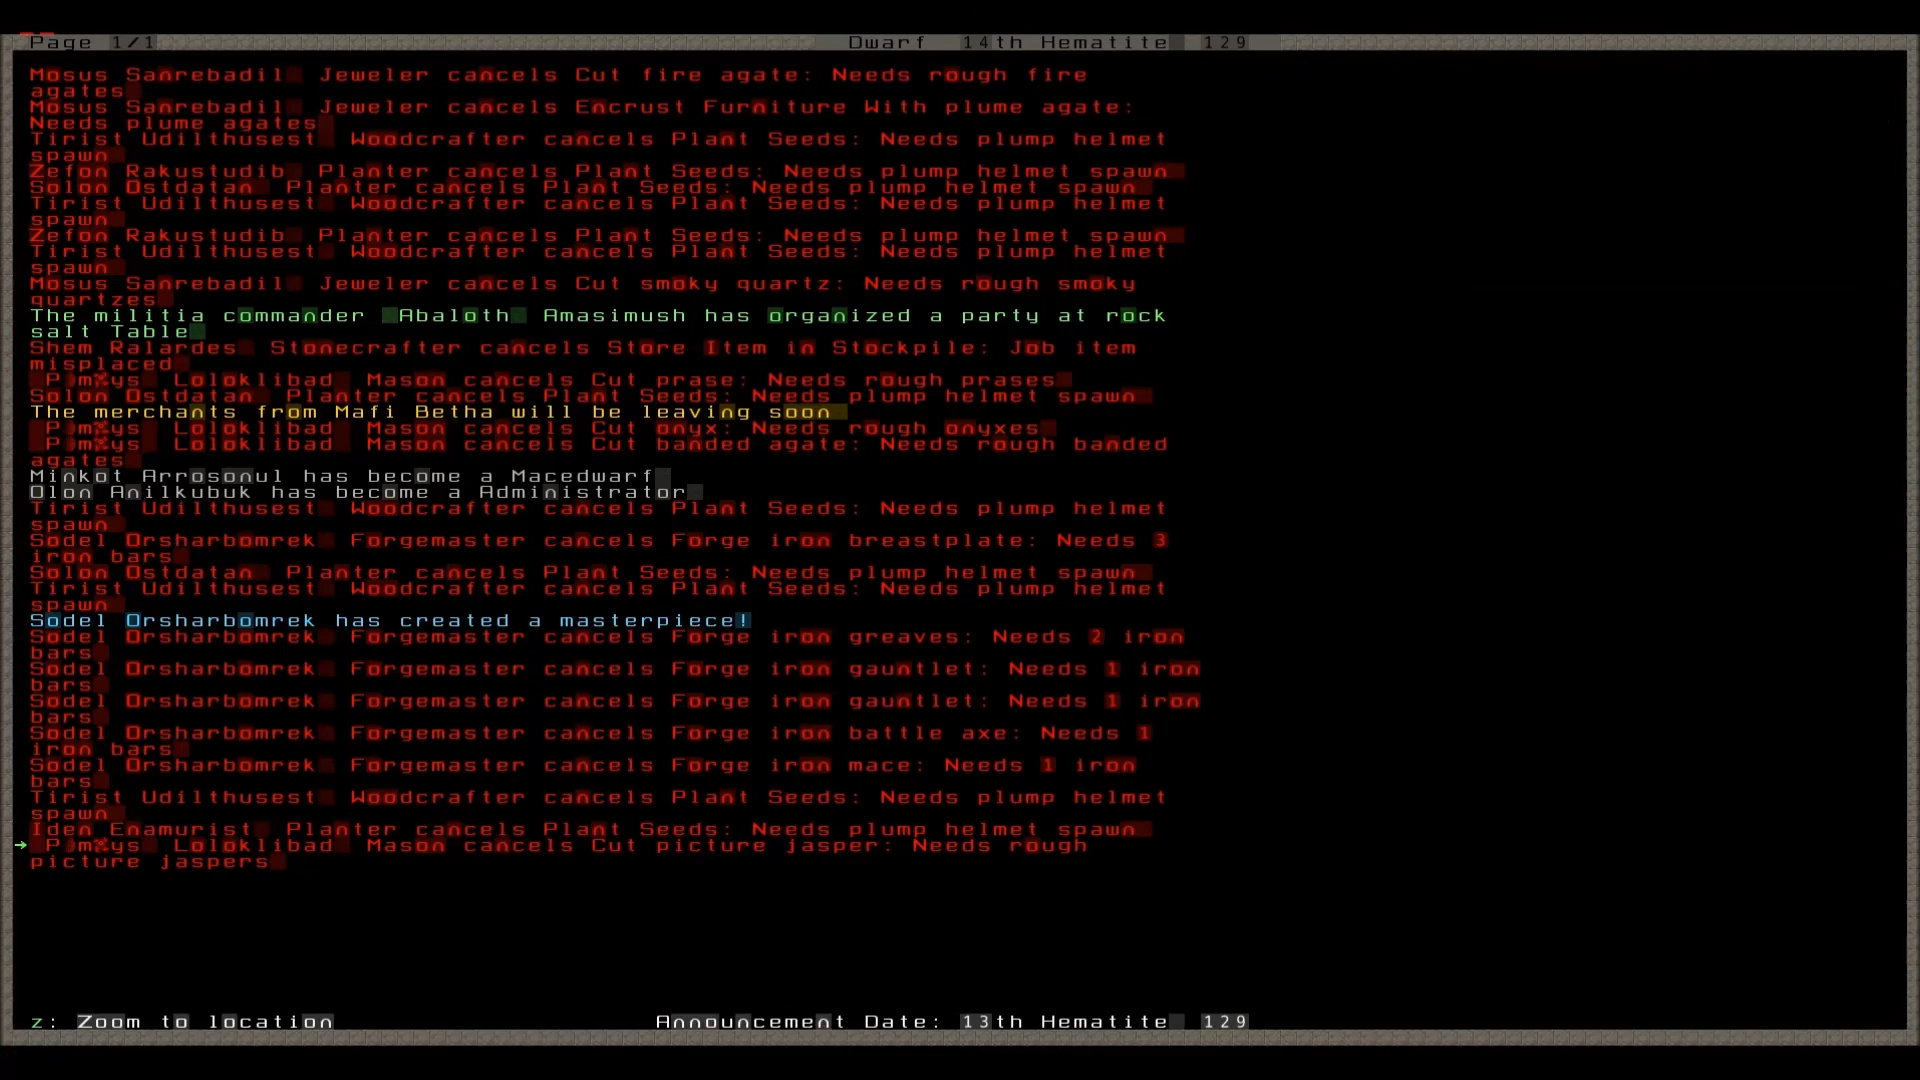 Page 1/1 Dwarf 14th Hematite 129
Mosus Sanrebadil Jeweler cancels Cut fire agate: Needs rough fire
agates
Mosus Sanrebadil Jeweler cancels Encrust Furniture With plume agate:
Needs plume agates
Tirist Udilthusest Woodcrafter cancels Plant Seeds: Needs plump helmet
spawn
Zefon Rakustudib Planter cancels Plant Seeds: Needs plump helmet spawn
Solon Ostdatan Planter cancels Plant Seeds: Needs plump helmet spawn
Tirist Udilthusest Woodcrafter cancels Plant Seeds: Needs plump helmet
spawn
Zefon Rakustudib Planter cancels Plant Seeds: Needs plump helmet spawn
Tirist Udilthusest Woodcrafter cancels Plant Seeds: Needs plump helmet
spawn
Mosus Sanrebadil Jeweler cancels Cut smoky quartz: Needs rough smoky
quartzes
The militia commander Abaloth Amasimush has organized a party at rock
salt Table
Shem Ralardes Stonecrafter cancels Store Item in Stockpile: Job item
misplaced
Loloklibad Mason cancels Cut prase: Needs rough prases
Solon Ostdatan Planter cancels Plant Seeds: Needs plump helmet spawn
The merchants from Mafi Betha will be leaving soon
Loloklibad Mason cancels Cut onyx: Needs rough onyxes
Loloklibad Mason cancels Cut banded agate: Needs rough banded
agates
Minkot Arrosonul has become a Macedwarf
Olon Anilkubuk has become a Administrator
Tirist Udilthusest Woodcrafter cancels Plant Seeds: Needs plump helmet
spawn
Sodel Orsharbomrek Forgemaster cancels Forge iron breastplate: Needs 3
iron bars
Solon Ostdatan Planter cancels Plant Seeds: Needs plump helmet spawn
Tirist Udilthusest Woodcrafter cancels Plant Seeds: Needs plump helmet
spawn
Sodel Orsharbomrek has created a masterpiece!
Sodel Orsharbomrek Forgemaster cancels Forge iron greaves: Needs 2 iron
bars
Sodel Orsharbomrek Forgemaster cancels Forge iron gauntlet: Needs 1 iron
bars
Sodel Orsharbomrek Forgemaster cancels Forge iron gauntlet: Needs 1 iron
bars
Sodel Orsharbomrek Forgemaster cancels Forge iron battle axe: Needs 1
iron bars
Sodel Orsharbomrek Forgemaster cancels Forge iron mace: Needs 1 iron
bars
Tirist Udilthusest Woodcrafter cancels Plant Seeds: Needs plump helmet
spawn
Iden Enamurist Planter cancels Plant Seeds: Needs plump helmet spawn
Loloklibad Mason cancels Cut picture jasper: Needs rough
picture jaspers
z: Zoom to location Announcement Date: 13th Hematite 129